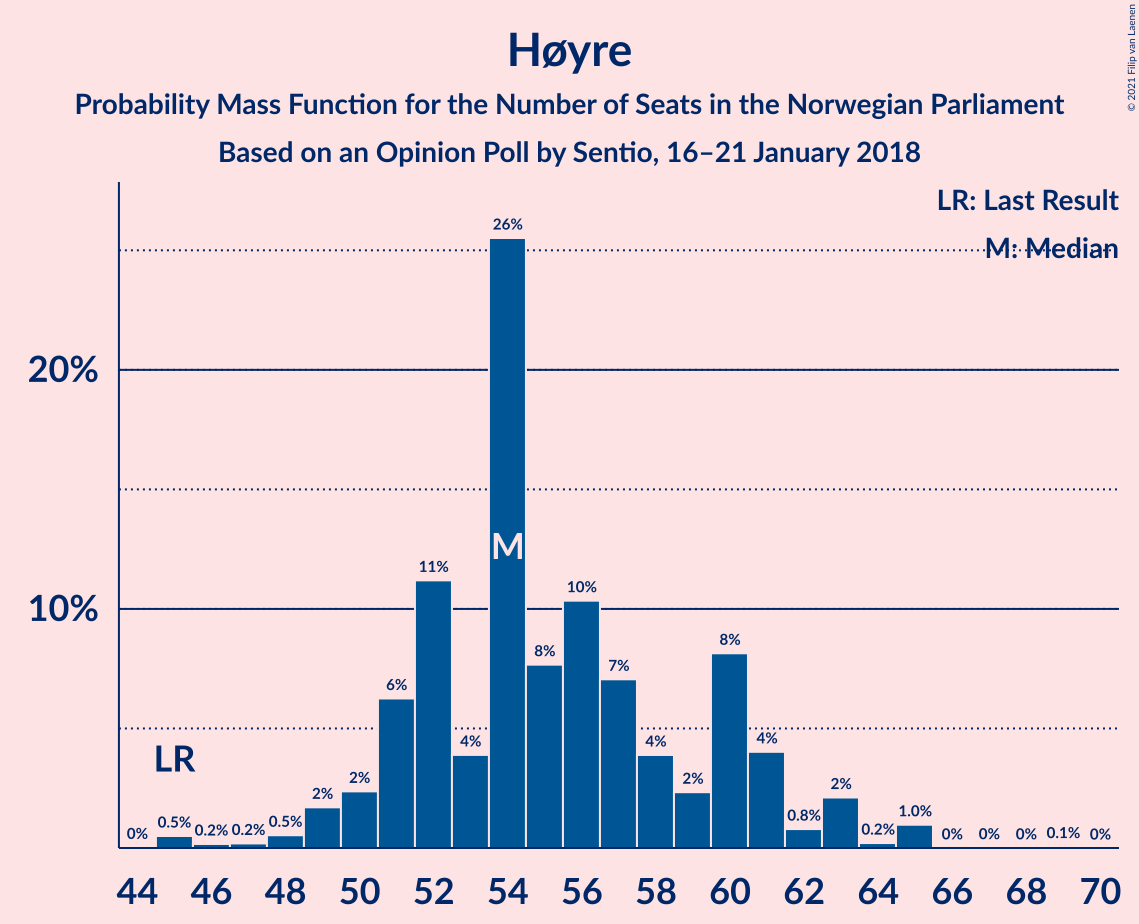 Høyre
Probability Mass Function for the Number of Seats in the Norwegian Parliament
Based on an Opinion Poll by Sentio, 16–21 January 2018
© 2021 Filip van Laenen
LR: Last Result
M: Median
20%
10%
0% 0.5% 0.2% 0.2% 0.5% 2% 2% 6% 11% 4% 26% 8% 10% 7% 4% 2% 8% 4% 0.8% 2% 0.2% 1.0% 0% 0% 0% 0.1% 0%
LR
M
44 46 48 50 52 54 56 58 60 62 64 66 68 70